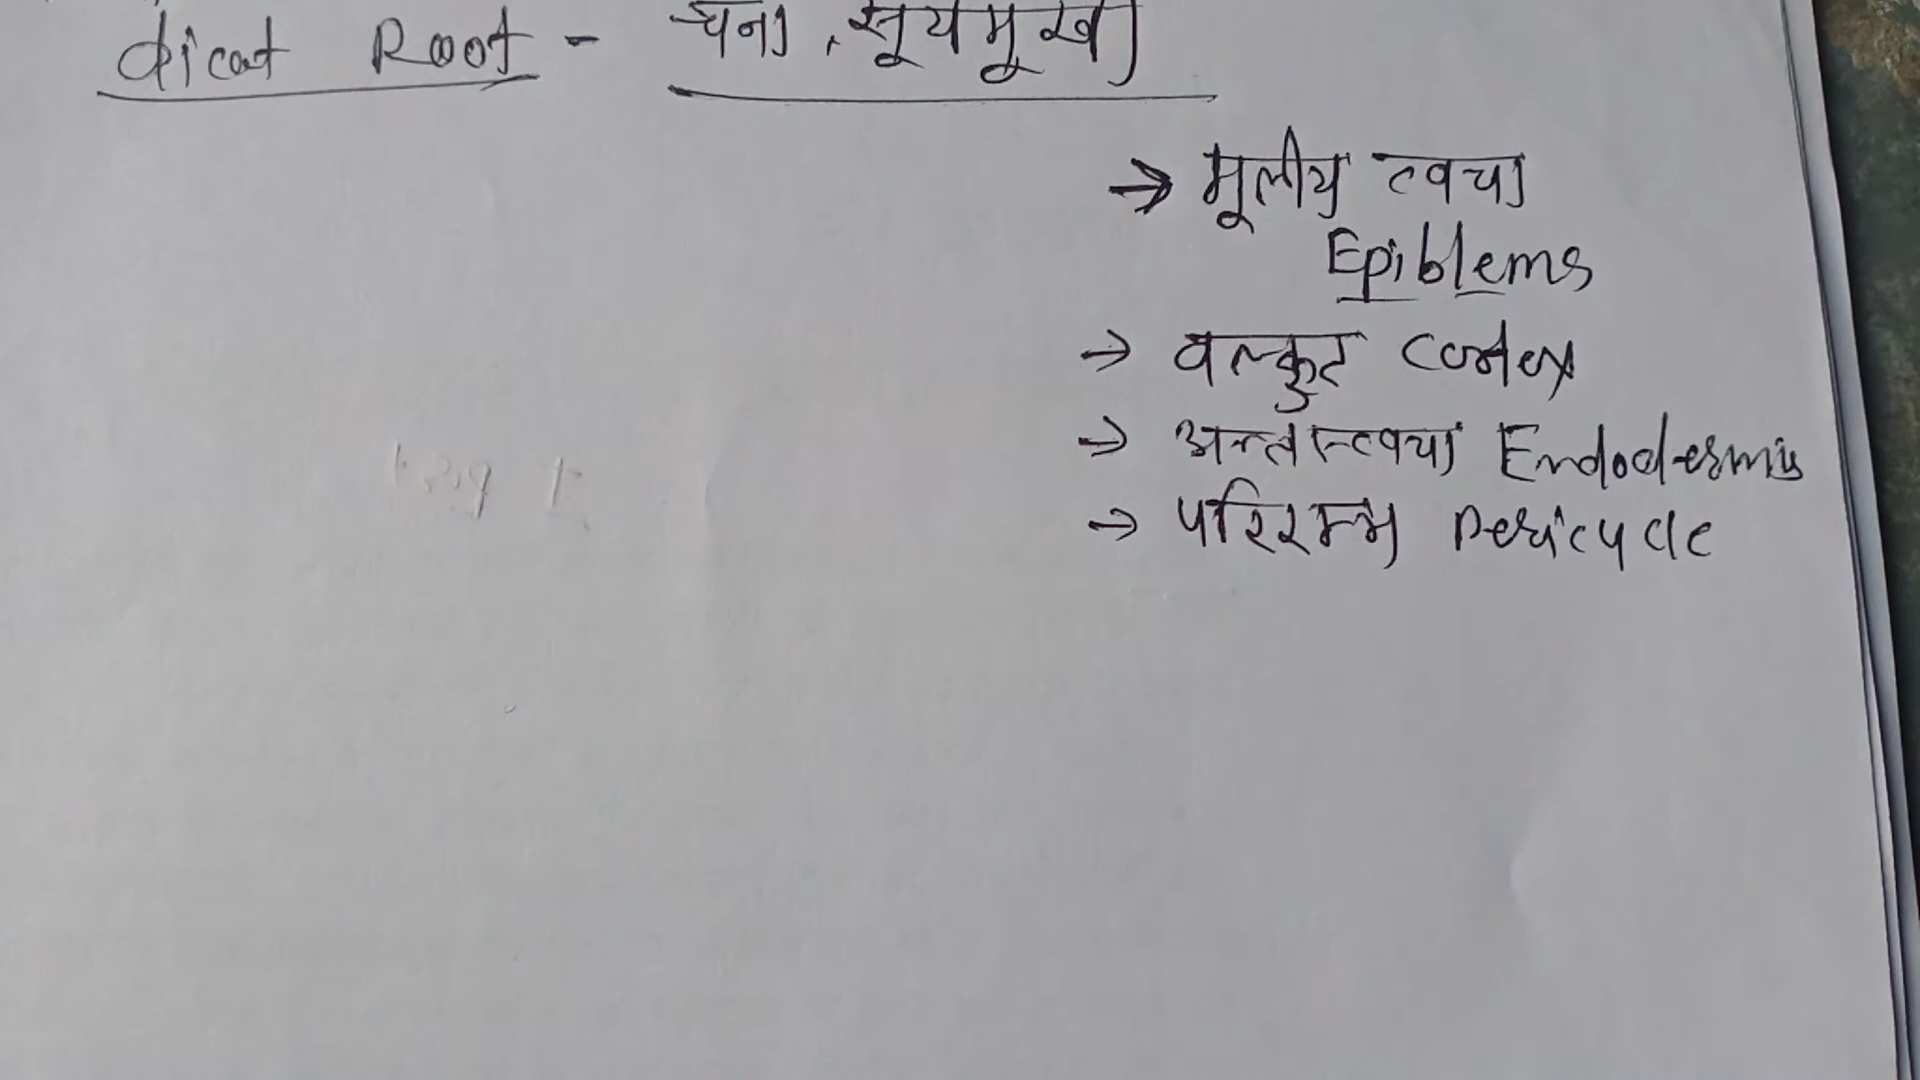 dicot Root - चना, सूर्यमूखी
→ मूलीय त्वचा
Epiblems
→ वल्कुट cortex
→ अन्तस्त्वचा Endodermis
→ परिरम्भ pericycle